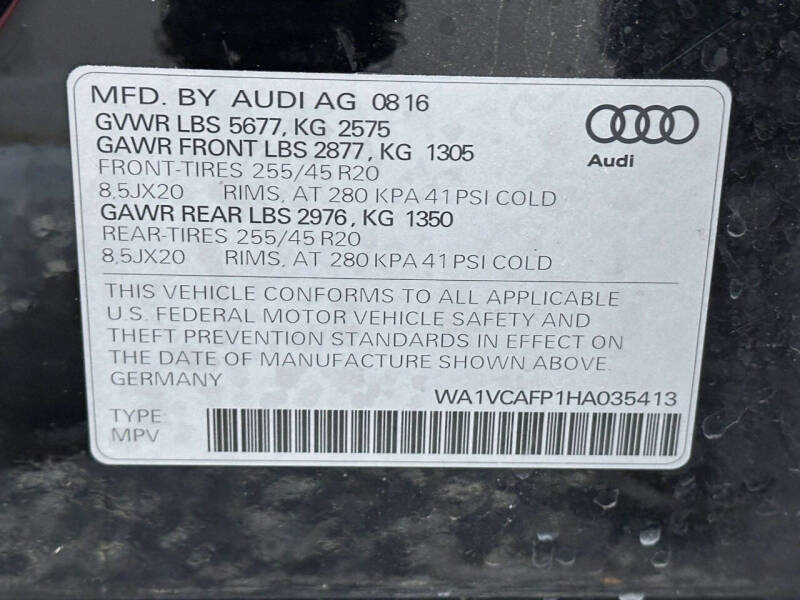 MFD. BY AUDI AG 0816
GVWR LBS 5677, KG 2575
GAWR FRONT LBS 2877, KG 1305
FRONT-TIRES 255/45 R20
8,5JX20 RIMS, AT 280 KPA 41 PSI COLD
GAWR REAR LBS 2976, KG 1350
REAR-TIRES 255/45 R20
8,5JX20 RIMS, AT 280 KPA 41 PSI COLD
Audi
THIS VEHICLE CONFORMS TO ALL APPLICABLE
U.S. FEDERAL MOTOR VEHICLE SAFETY AND
THEFT PREVENTION STANDARDS IN EFFECT ON
THE DATE OF MANUFACTURE SHOWN ABOVE.
GERMANY
WA1VCAFP1HA035413
TYPE:
MPV